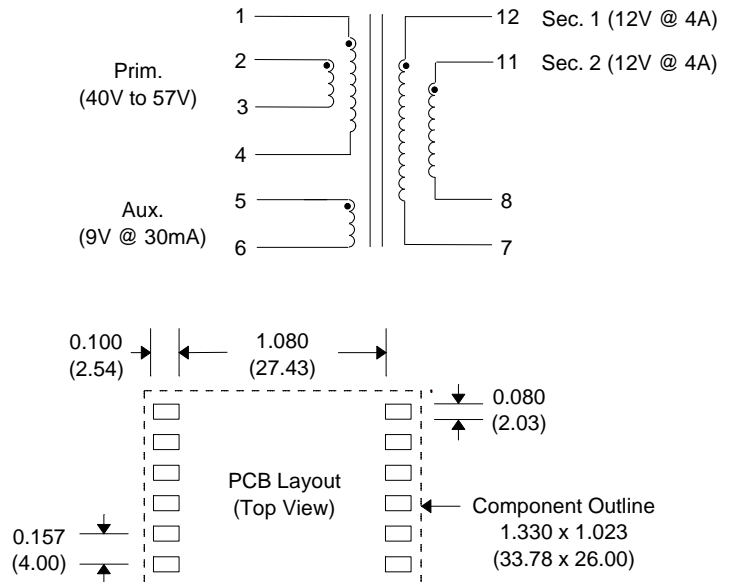 1
12 Sec. 1 (12V @ 4A)
2
11 Sec. 2 (12V @ 4A)
Prim.
(40V to 57V)
3
4
5
8
Aux.
(9V @ 30mA)
6
7
0.100
(2.54)
1.080
(27.43)
0.080
(2.03)
PCB Layout
(Top View)
Component Outline
1.330 x 1.023
(33.78 x 26.00)
0.157
(4.00)